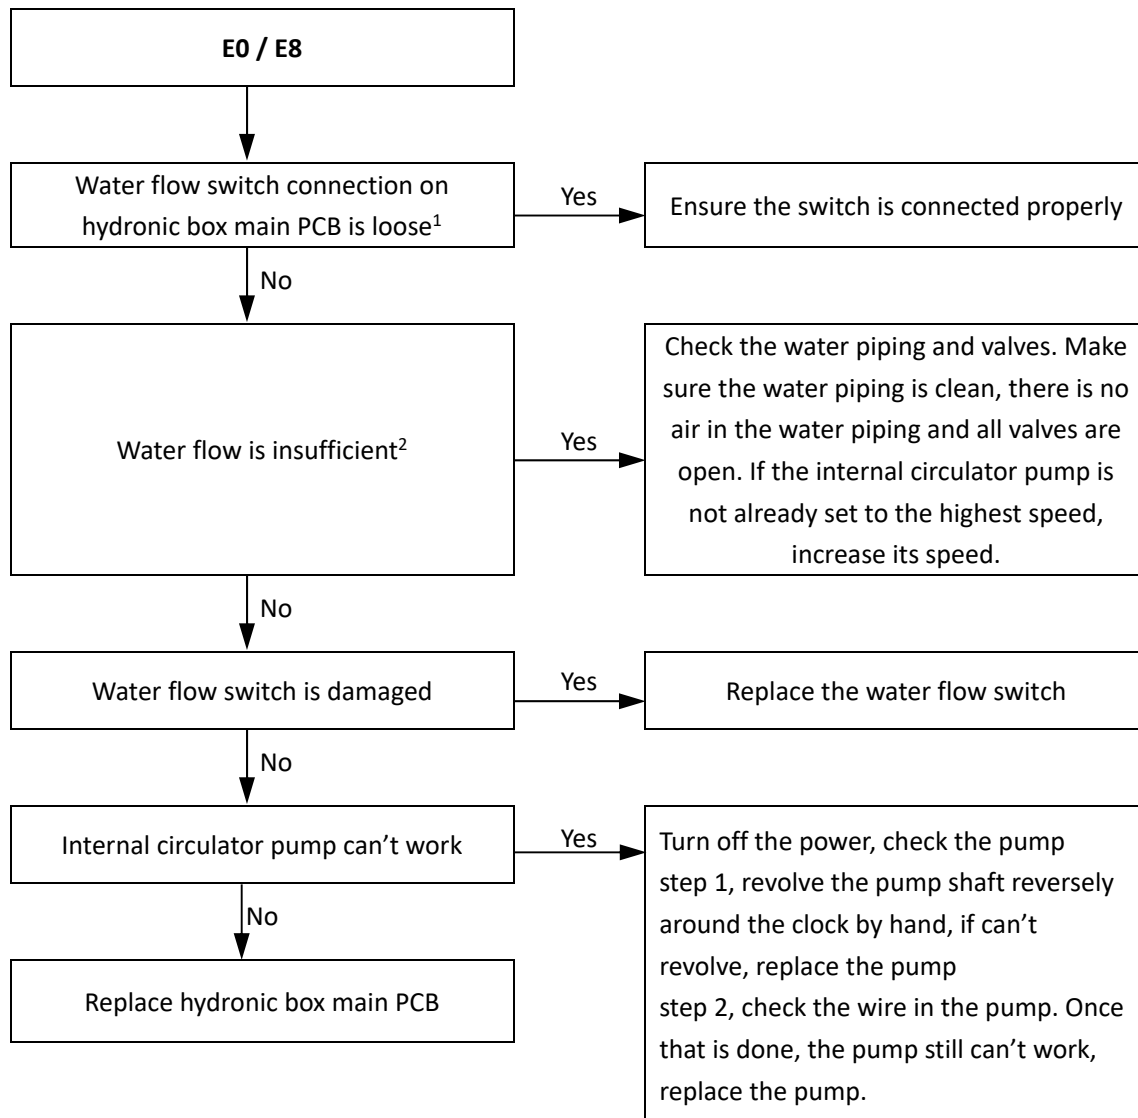 E0 / E8
Water flow switch connection on
hydronic box main PCB is loose¹
Yes
Ensure the switch is connected properly
No
Water flow is insufficient²
Yes
Check the water piping and valves. Make
sure the water piping is clean, there is no
air in the water piping and all valves are
open. If the internal circulator pump is
not already set to the highest speed,
increase its speed.
No
Water flow switch is damaged
Yes
Replace the water flow switch
No
Internal circulator pump can’t work
Yes
Turn off the power, check the pump
step 1, revolve the pump shaft reversely
around the clock by hand, if can’t
revolve, replace the pump
step 2, check the wire in the pump. Once
that is done, the pump still can’t work,
replace the pump.
No
Replace hydronic box main PCB